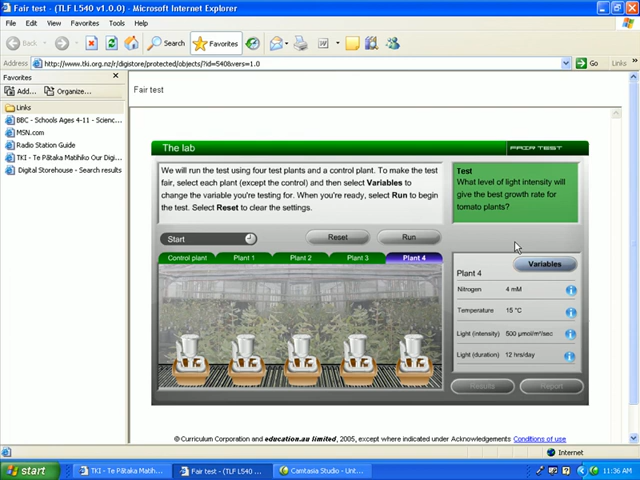 Fair test - (TLF L540 v1.0.0) - Microsoft Internet Explorer
File Edit View Favorites Tools Help
Back Search Favorites
Address http://www.tki.org.nz/r/digistore/protected/objects/?id=540&vers=1.0 Go Links
Favorites
Add... Organize...
Links
BBC - Schools Ages 4-11 - Scienc...
MSN.com
Radio Station Guide
TKI - Te Pātaka Matihiko Our Digi...
Digital Storehouse - Search results
Fair test
The lab
FAIR TEST
We will run the test using four test plants and a control plant. To make the test
fair, select each plant (except the control) and then select Variables to
change the variable you're testing for. When you're ready, select Run to begin
the test. Select Reset to clear the settings.
Test
What level of light intensity will
give the best growth rate for
tomato plants?
Start
Reset
Run
Control plant Plant 1 Plant 2 Plant 3 Plant 4
Variables
Plant 4
Nitrogen 4 mM
Temperature 15 °C
Light (intensity) 500 µmol/m²/sec
Light (duration) 12 hrs/day
Results Report
© Curriculum Corporation and education.au limited, 2005, except where indicated under Acknowledgements Conditions of use
Internet
start TKI - Te Pātaka Matih... Fair test - (TLF L540 ... Camtasia Studio - Unt... 11:36 AM